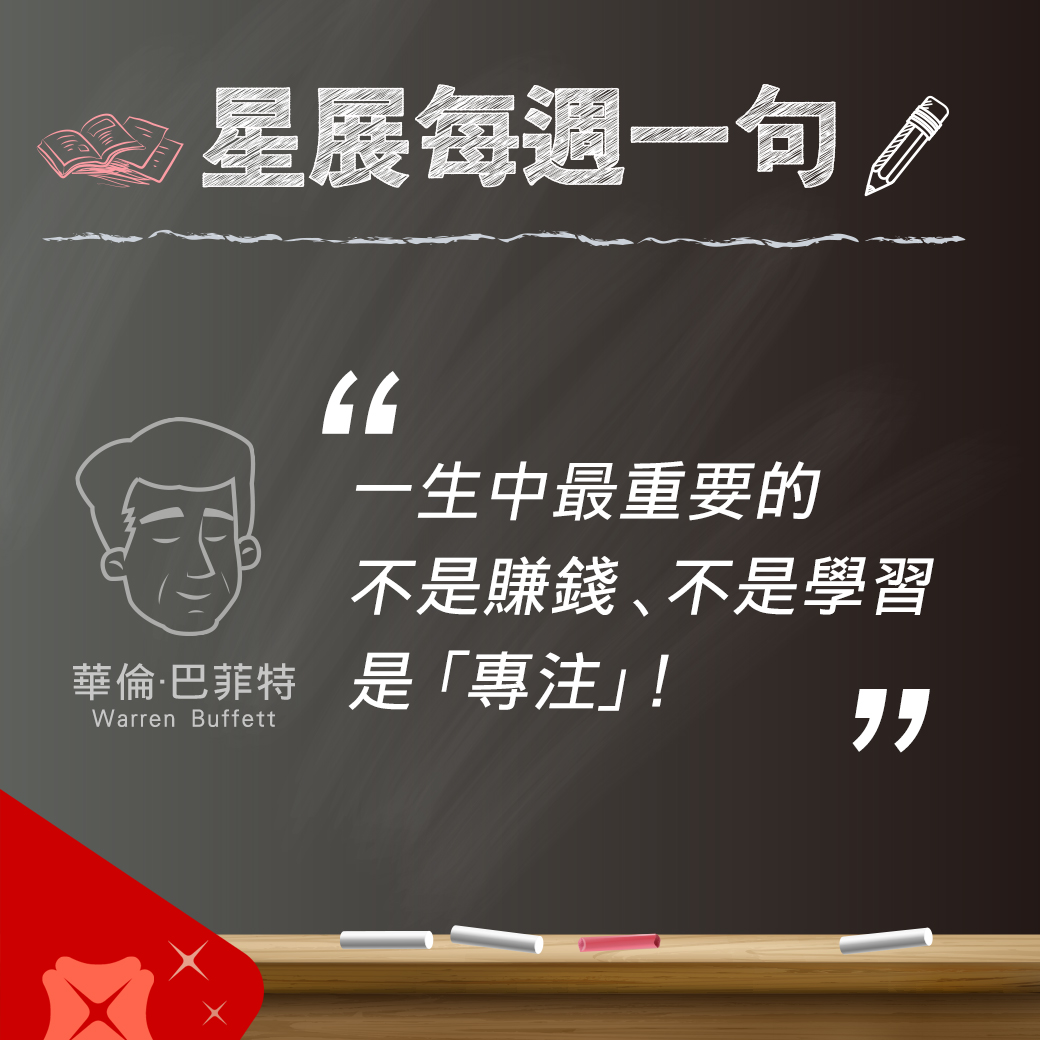 星展每週一句
“
一生中最重要的
不是賺錢、不是學習
是「專注」!
”
華倫·巴菲特
Warren Buffett